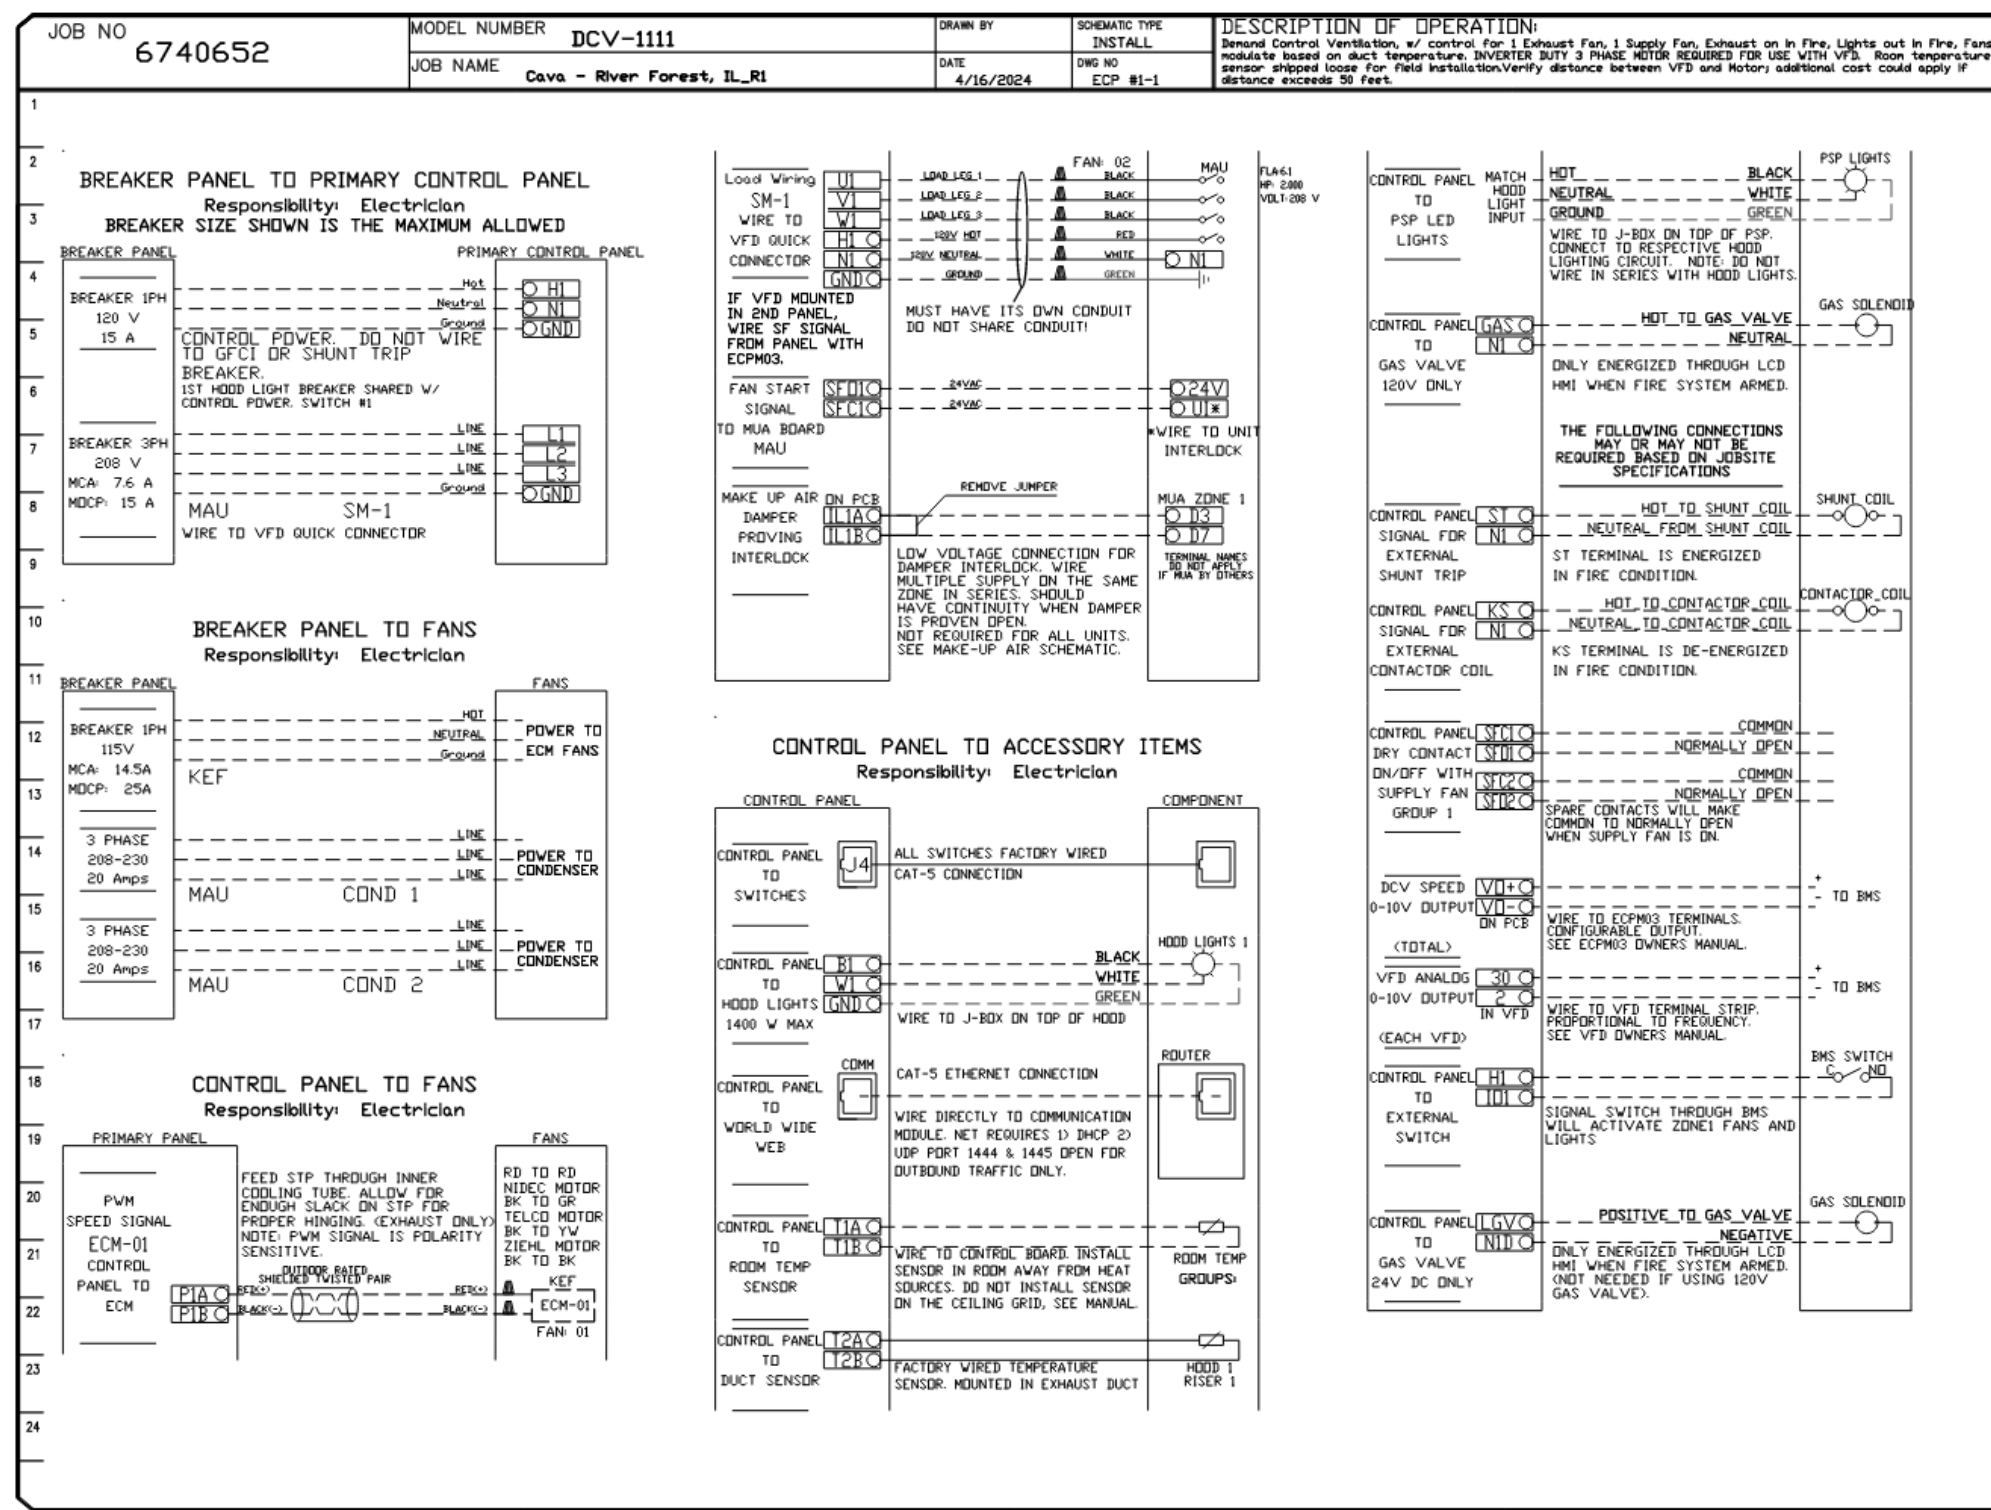 JOB NO
6740652
MODEL NUMBER
DCV-1111
JOB NAME
Cava - River Forest, IL_R1
DRAWN BY
SCHEMATIC TYPE
INSTALL
DATE
4/16/2024
DWG NO
ECP #1-1
DESCRIPTION OF OPERATION:
Demand Control Ventilation, w/ control for 1 Exhaust Fan, 1 Supply Fan, Exhaust on in Fire, Lights out in Fire, Fans
modulate based on duct temperature. INVERTER DUTY 3 PHASE MOTOR REQUIRED FOR USE WITH VFD. Room temperature
sensor shipped loose for field installation.Verify distance between VFD and Motor; additional cost could apply if
distance exceeds 50 feet.
1
2
3
4
5
6
7
8
9
10
11
12
13
14
15
16
17
18
19
20
21
22
23
24
BREAKER PANEL TO PRIMARY CONTROL PANEL
Responsibility: Electrician
BREAKER SIZE SHOWN IS THE MAXIMUM ALLOWED
BREAKER PANEL
PRIMARY CONTROL PANEL
BREAKER 1PH
120 V
15 A
Hot
H1
Neutral
N1
Ground
GND
CONTROL POWER. DO NOT WIRE
TO GFCI OR SHUNT TRIP
BREAKER.
1ST HOOD LIGHT BREAKER SHARED W/
CONTROL POWER. SWITCH #1
BREAKER 3PH
208 V
MCA: 7.6 A
MOCP: 15 A
LINE
L1
LINE
L2
LINE
L3
Ground
GND
MAU
SM-1
WIRE TO VFD QUICK CONNECTOR
BREAKER PANEL TO FANS
Responsibility: Electrician
BREAKER PANEL
FANS
BREAKER 1PH
115V
MCA: 14.5A
MOCP: 25A
HOT
NEUTRAL
Ground
POWER TO
ECM FANS
KEF
3 PHASE
208-230
20 Amps
LINE
LINE
LINE
POWER TO
CONDENSER
MAU
COND 1
3 PHASE
208-230
20 Amps
LINE
LINE
LINE
POWER TO
CONDENSER
MAU
COND 2
CONTROL PANEL TO FANS
Responsibility: Electrician
PRIMARY PANEL
FANS
PWM
SPEED SIGNAL
ECM-01
CONTROL
PANEL TO
ECM
FEED STP THROUGH INNER
COOLING TUBE. ALLOW FOR
ENOUGH SLACK ON STP FOR
PROPER HINGING. (EXHAUST ONLY)
NOTE: PWM SIGNAL IS POLARITY
SENSITIVE.
RD TO RD
NIDEC MOTOR
BK TO GR
TELCO MOTOR
BK TO YW
ZIEHL MOTOR
BK TO BK
OUTDOOR RATED
SHIELDED TWISTED PAIR
P1A
RED(+)
RED(+)
P1B
BLACK(-)
BLACK(-)
KEF
ECM-01
FAN: 01
Load Wiring
SM-1
WIRE TO
VFD QUICK
CONNECTOR
U1
V1
W1
H1
N1
GND
LOAD LEG 1
LOAD LEG 2
LOAD LEG 3
120V HOT
120V NEUTRAL
GROUND
FAN: 02
BLACK
BLACK
BLACK
RED
WHITE
GREEN
MAU
N1
FLA:6.1
HP: 2.000
VOLT:208 V
IF VFD MOUNTED
IN 2ND PANEL,
WIRE SF SIGNAL
FROM PANEL WITH
ECPM03.
MUST HAVE ITS OWN CONDUIT
DO NOT SHARE CONDUIT!
FAN START
SIGNAL
TO MUA BOARD
MAU
SF01
SFC1
24VAC
24VAC
24V
U1*
*WIRE TO UNIT
INTERLOCK
MAKE UP AIR
DAMPER
PROVING
INTERLOCK
ON PCB
IL1A
IL1B
REMOVE JUMPER
MUA ZONE 1
D3
D7
TERMINAL NAMES
DO NOT APPLY
IF MUA BY OTHERS
LOW VOLTAGE CONNECTION FOR
DAMPER INTERLOCK. WIRE
MULTIPLE SUPPLY ON THE SAME
ZONE IN SERIES. SHOULD
HAVE CONTINUITY WHEN DAMPER
IS PROVEN OPEN.
NOT REQUIRED FOR ALL UNITS.
SEE MAKE-UP AIR SCHEMATIC.
CONTROL PANEL TO ACCESSORY ITEMS
Responsibility: Electrician
CONTROL PANEL
COMPONENT
CONTROL PANEL
TO
SWITCHES
J4
ALL SWITCHES FACTORY WIRED
CAT-5 CONNECTION
CONTROL PANEL
TO
HOOD LIGHTS
1400 W MAX
B1
W1
GND
BLACK
WHITE
GREEN
HOOD LIGHTS 1
WIRE TO J-BOX ON TOP OF HOOD
CONTROL PANEL
TO
WORLD WIDE
WEB
COMM
CAT-5 ETHERNET CONNECTION
ROUTER
WIRE DIRECTLY TO COMMUNICATION
MODULE. NET REQUIRES 1) DHCP 2)
UDP PORT 1444 & 1445 OPEN FOR
OUTBOUND TRAFFIC ONLY.
CONTROL PANEL
TO
ROOM TEMP
SENSOR
T1A
T1B
WIRE TO CONTROL BOARD. INSTALL
SENSOR IN ROOM AWAY FROM HEAT
SOURCES. DO NOT INSTALL SENSOR
ON THE CEILING GRID, SEE MANUAL.
ROOM TEMP
GROUPS:
CONTROL PANEL
TO
DUCT SENSOR
T2A
T2B
FACTORY WIRED TEMPERATURE
SENSOR. MOUNTED IN EXHAUST DUCT
HOOD 1
RISER 1
CONTROL PANEL
TO
PSP LED
LIGHTS
MATCH
HOOD
LIGHT
INPUT
HOT
NEUTRAL
GROUND
BLACK
WHITE
GREEN
PSP LIGHTS
WIRE TO J-BOX ON TOP OF PSP.
CONNECT TO RESPECTIVE HOOD
LIGHTING CIRCUIT. NOTE: DO NOT
WIRE IN SERIES WITH HOOD LIGHTS.
CONTROL PANEL
TO
GAS VALVE
120V ONLY
GAS
N1
HOT TO GAS VALVE
NEUTRAL
GAS SOLENOID
ONLY ENERGIZED THROUGH LCD
HMI WHEN FIRE SYSTEM ARMED.
THE FOLLOWING CONNECTIONS
MAY OR MAY NOT BE
REQUIRED BASED ON JOBSITE
SPECIFICATIONS
CONTROL PANEL
SIGNAL FOR
EXTERNAL
SHUNT TRIP
ST
N1
HOT TO SHUNT COIL
NEUTRAL FROM SHUNT COIL
SHUNT COIL
ST TERMINAL IS ENERGIZED
IN FIRE CONDITION.
CONTROL PANEL
SIGNAL FOR
EXTERNAL
CONTACTOR COIL
KS
N1
HOT TO CONTACTOR COIL
NEUTRAL TO CONTACTOR COIL
CONTACTOR COIL
KS TERMINAL IS DE-ENERGIZED
IN FIRE CONDITION.
CONTROL PANEL
DRY CONTACT
ON/OFF WITH
SUPPLY FAN
GROUP 1
SFC1
SF01
SFC2
SF02
COMMON
NORMALLY OPEN
COMMON
NORMALLY OPEN
SPARE CONTACTS WILL MAKE
COMMON TO NORMALLY OPEN
WHEN SUPPLY FAN IS ON.
DCV SPEED
0-10V OUTPUT
(TOTAL)
VO+
VO-
ON PCB
+
- TO BMS
WIRE TO ECPM03 TERMINALS.
CONFIGURABLE OUTPUT.
SEE ECPM03 OWNERS MANUAL.
VFD ANALOG
0-10V OUTPUT
(EACH VFD)
30
2
IN VFD
+
- TO BMS
WIRE TO VFD TERMINAL STRIP.
PROPORTIONAL TO FREQUENCY.
SEE VFD OWNERS MANUAL.
CONTROL PANEL
TO
EXTERNAL
SWITCH
H1
IO1
BMS SWITCH
C
NO
SIGNAL SWITCH THROUGH BMS
WILL ACTIVATE ZONE1 FANS AND
LIGHTS
CONTROL PANEL
TO
GAS VALVE
24V DC ONLY
LGV
N1D
POSITIVE TO GAS VALVE
NEGATIVE
GAS SOLENOID
ONLY ENERGIZED THROUGH LCD
HMI WHEN FIRE SYSTEM ARMED.
(NOT NEEDED IF USING 120V
GAS VALVE).